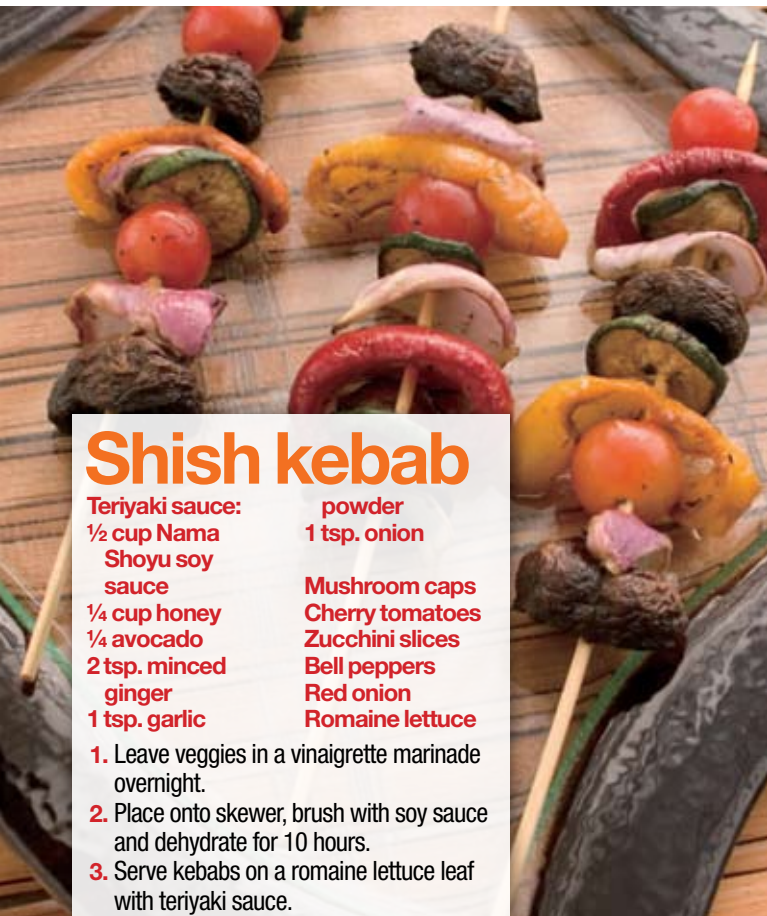 Shish kebab
Teriyaki sauce:
½ cup Nama
Shoyu soy
sauce
¼ cup honey
¼ avocado
2 tsp. minced
ginger
1 tsp. garlic
powder
1 tsp. onion
Mushroom caps
Cherry tomatoes
Zucchini slices
Bell peppers
Red onion
Romaine lettuce
1. Leave veggies in a vinaigrette marinade
overnight.
2. Place onto skewer, brush with soy sauce
and dehydrate for 10 hours.
3. Serve kebabs on a romaine lettuce leaf
with teriyaki sauce.